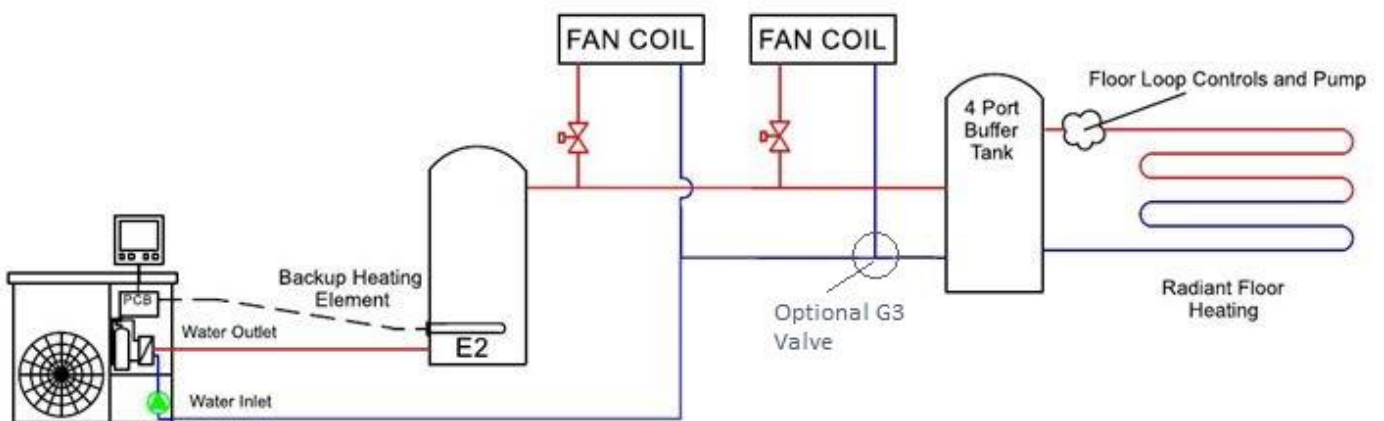 FAN COIL
FAN COIL
4 Port
Buffer
Tank
Floor Loop Controls and Pump
Backup Heating
Element
PCB
Water Outlet
E2
Water Inlet
Optional G3
Valve
Radiant Floor
Heating